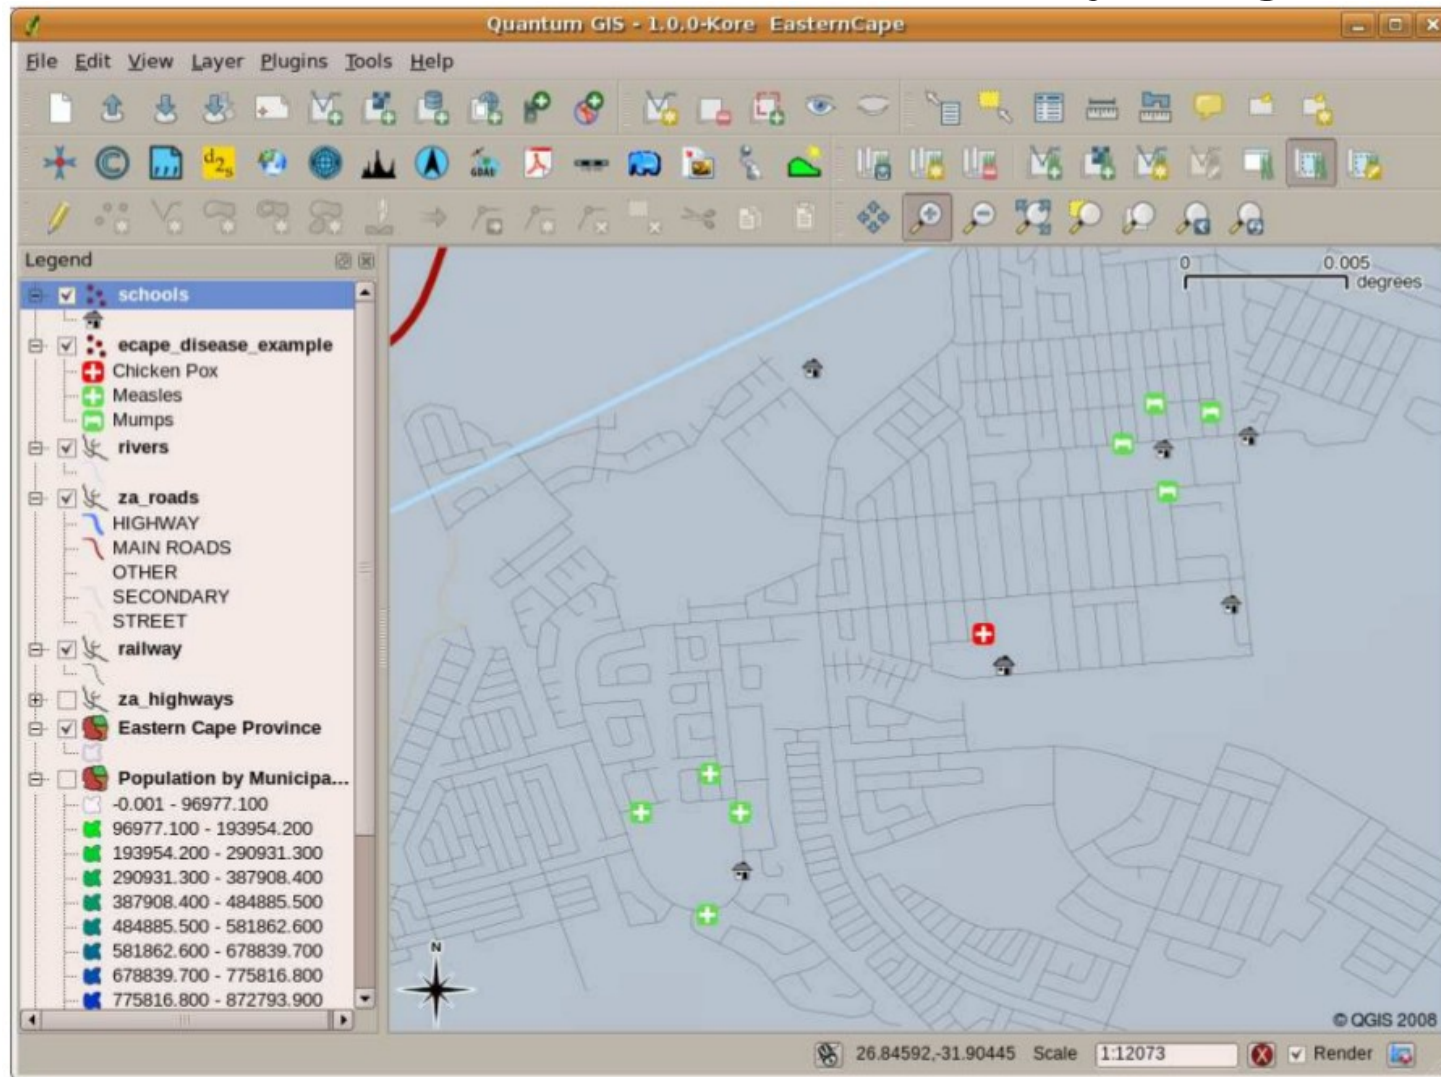 Quantum GIS - 1.0.0-Kore EasternCape
File Edit View Layer Plugins Tools Help
d2s
GDAL
Legend
schools
ecape_disease_example
Chicken Pox
Measles
Mumps
rivers
za_roads
HIGHWAY
MAIN ROADS
OTHER
SECONDARY
STREET
railway
za_highways
Eastern Cape Province
Population by Municipa...
-0.001 - 96977.100
96977.100 - 193954.200
193954.200 - 290931.300
290931.300 - 387908.400
387908.400 - 484885.500
484885.500 - 581862.600
581862.600 - 678839.700
678839.700 - 775816.800
775816.800 - 872793.900
0 0.005
degrees
N
© QGIS 2008
26.84592,-31.90445 Scale 1:12073 Render